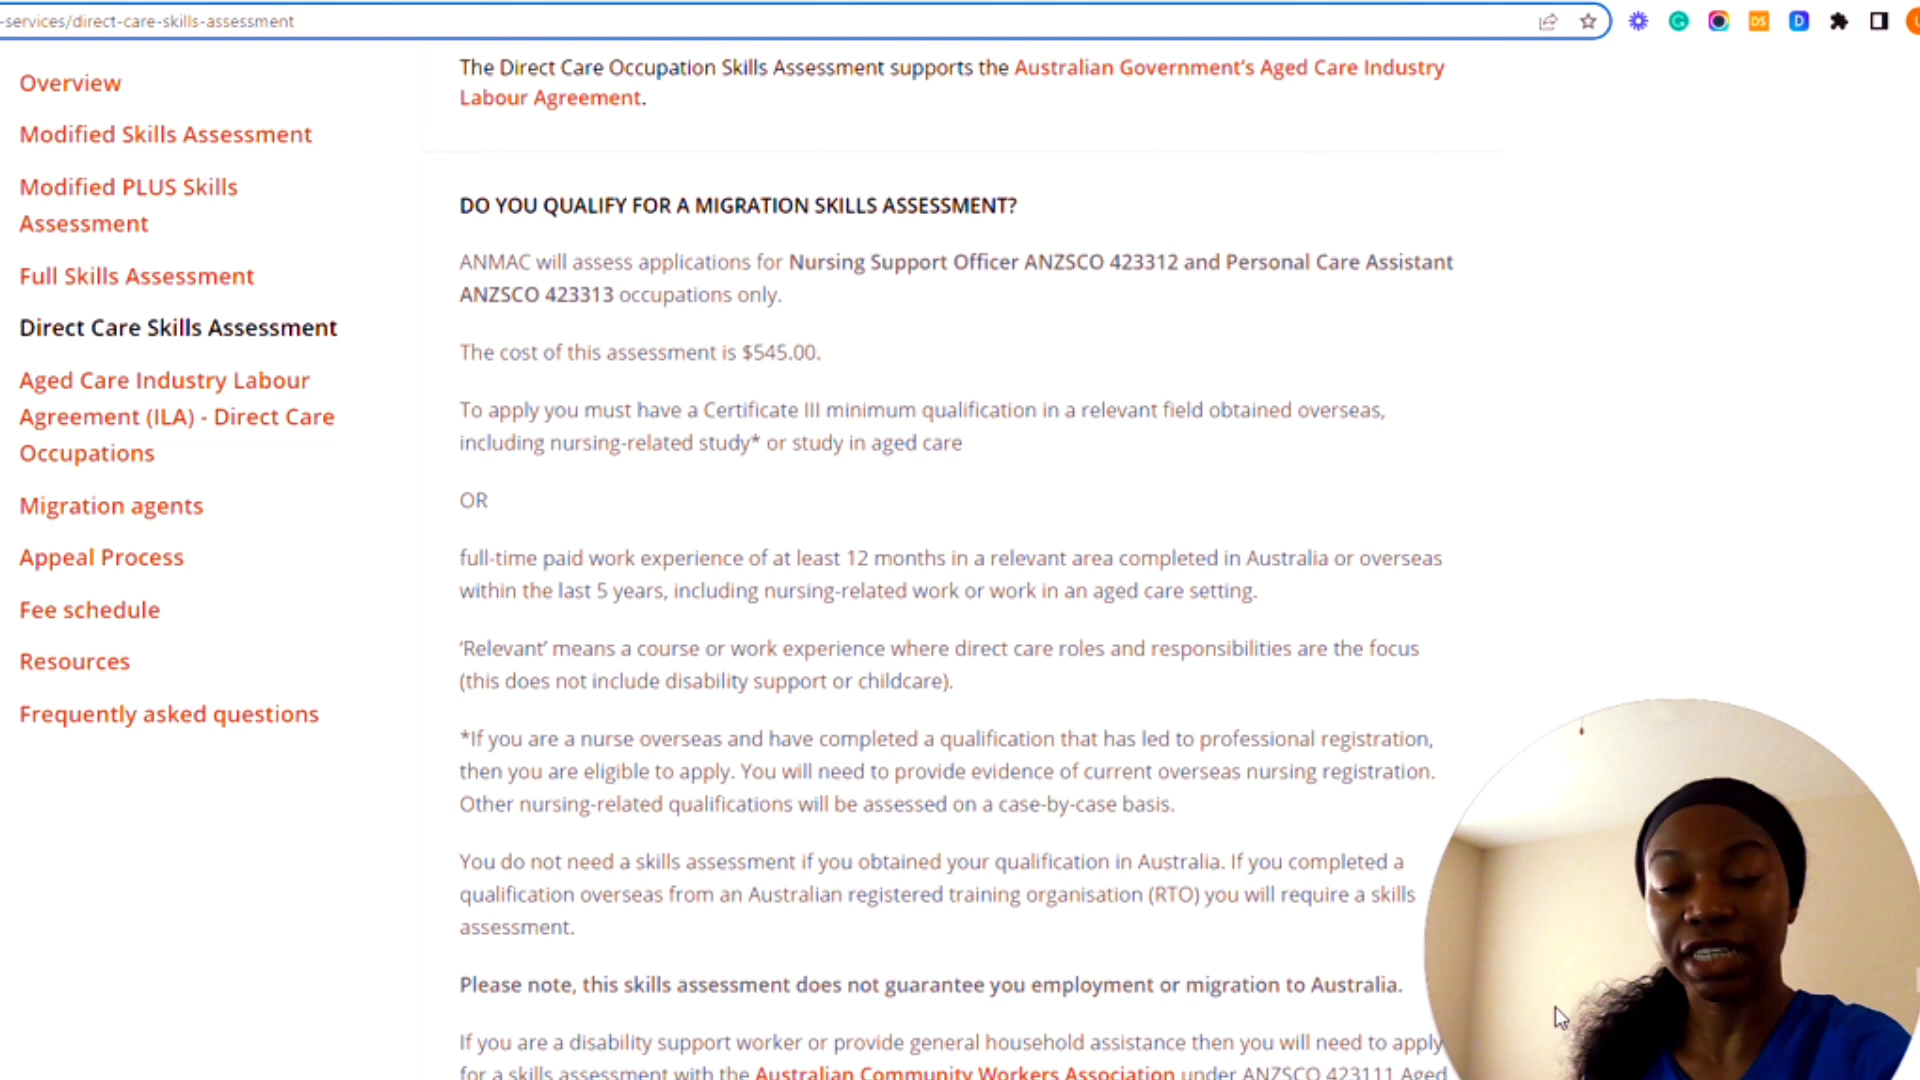 -services/direct-care-skills-assessment
Overview
Modified Skills Assessment
Modified PLUS Skills
Assessment
Full Skills Assessment
Direct Care Skills Assessment
Aged Care Industry Labour
Agreement (ILA) - Direct Care
Occupations
Migration agents
Appeal Process
Fee schedule
Resources
Frequently asked questions
The Direct Care Occupation Skills Assessment supports the Australian Government's Aged Care Industry
Labour Agreement.
DO YOU QUALIFY FOR A MIGRATION SKILLS ASSESSMENT?
ANMAC will assess applications for Nursing Support Officer ANZSCO 423312 and Personal Care Assistant
ANZSCO 423313 occupations only.
The cost of this assessment is $545.00.
To apply you must have a Certificate III minimum qualification in a relevant field obtained overseas,
including nursing-related study* or study in aged care
OR
full-time paid work experience of at least 12 months in a relevant area completed in Australia or overseas
within the last 5 years, including nursing-related work or work in an aged care setting.
‘Relevant’ means a course or work experience where direct care roles and responsibilities are the focus
(this does not include disability support or childcare).
*If you are a nurse overseas and have completed a qualification that has led to professional registration,
then you are eligible to apply. You will need to provide evidence of current overseas nursing registration.
Other nursing-related qualifications will be assessed on a case-by-case basis.
You do not need a skills assessment if you obtained your qualification in Australia. If you completed a
qualification overseas from an Australian registered training organisation (RTO) you will require a skills
assessment.
Please note, this skills assessment does not guarantee you employment or migration to Australia.
If you are a disability support worker or provide general household assistance then you will need to apply
for a skills assessment with the Australian Community Workers Association under ANZSCO 423111 Aged